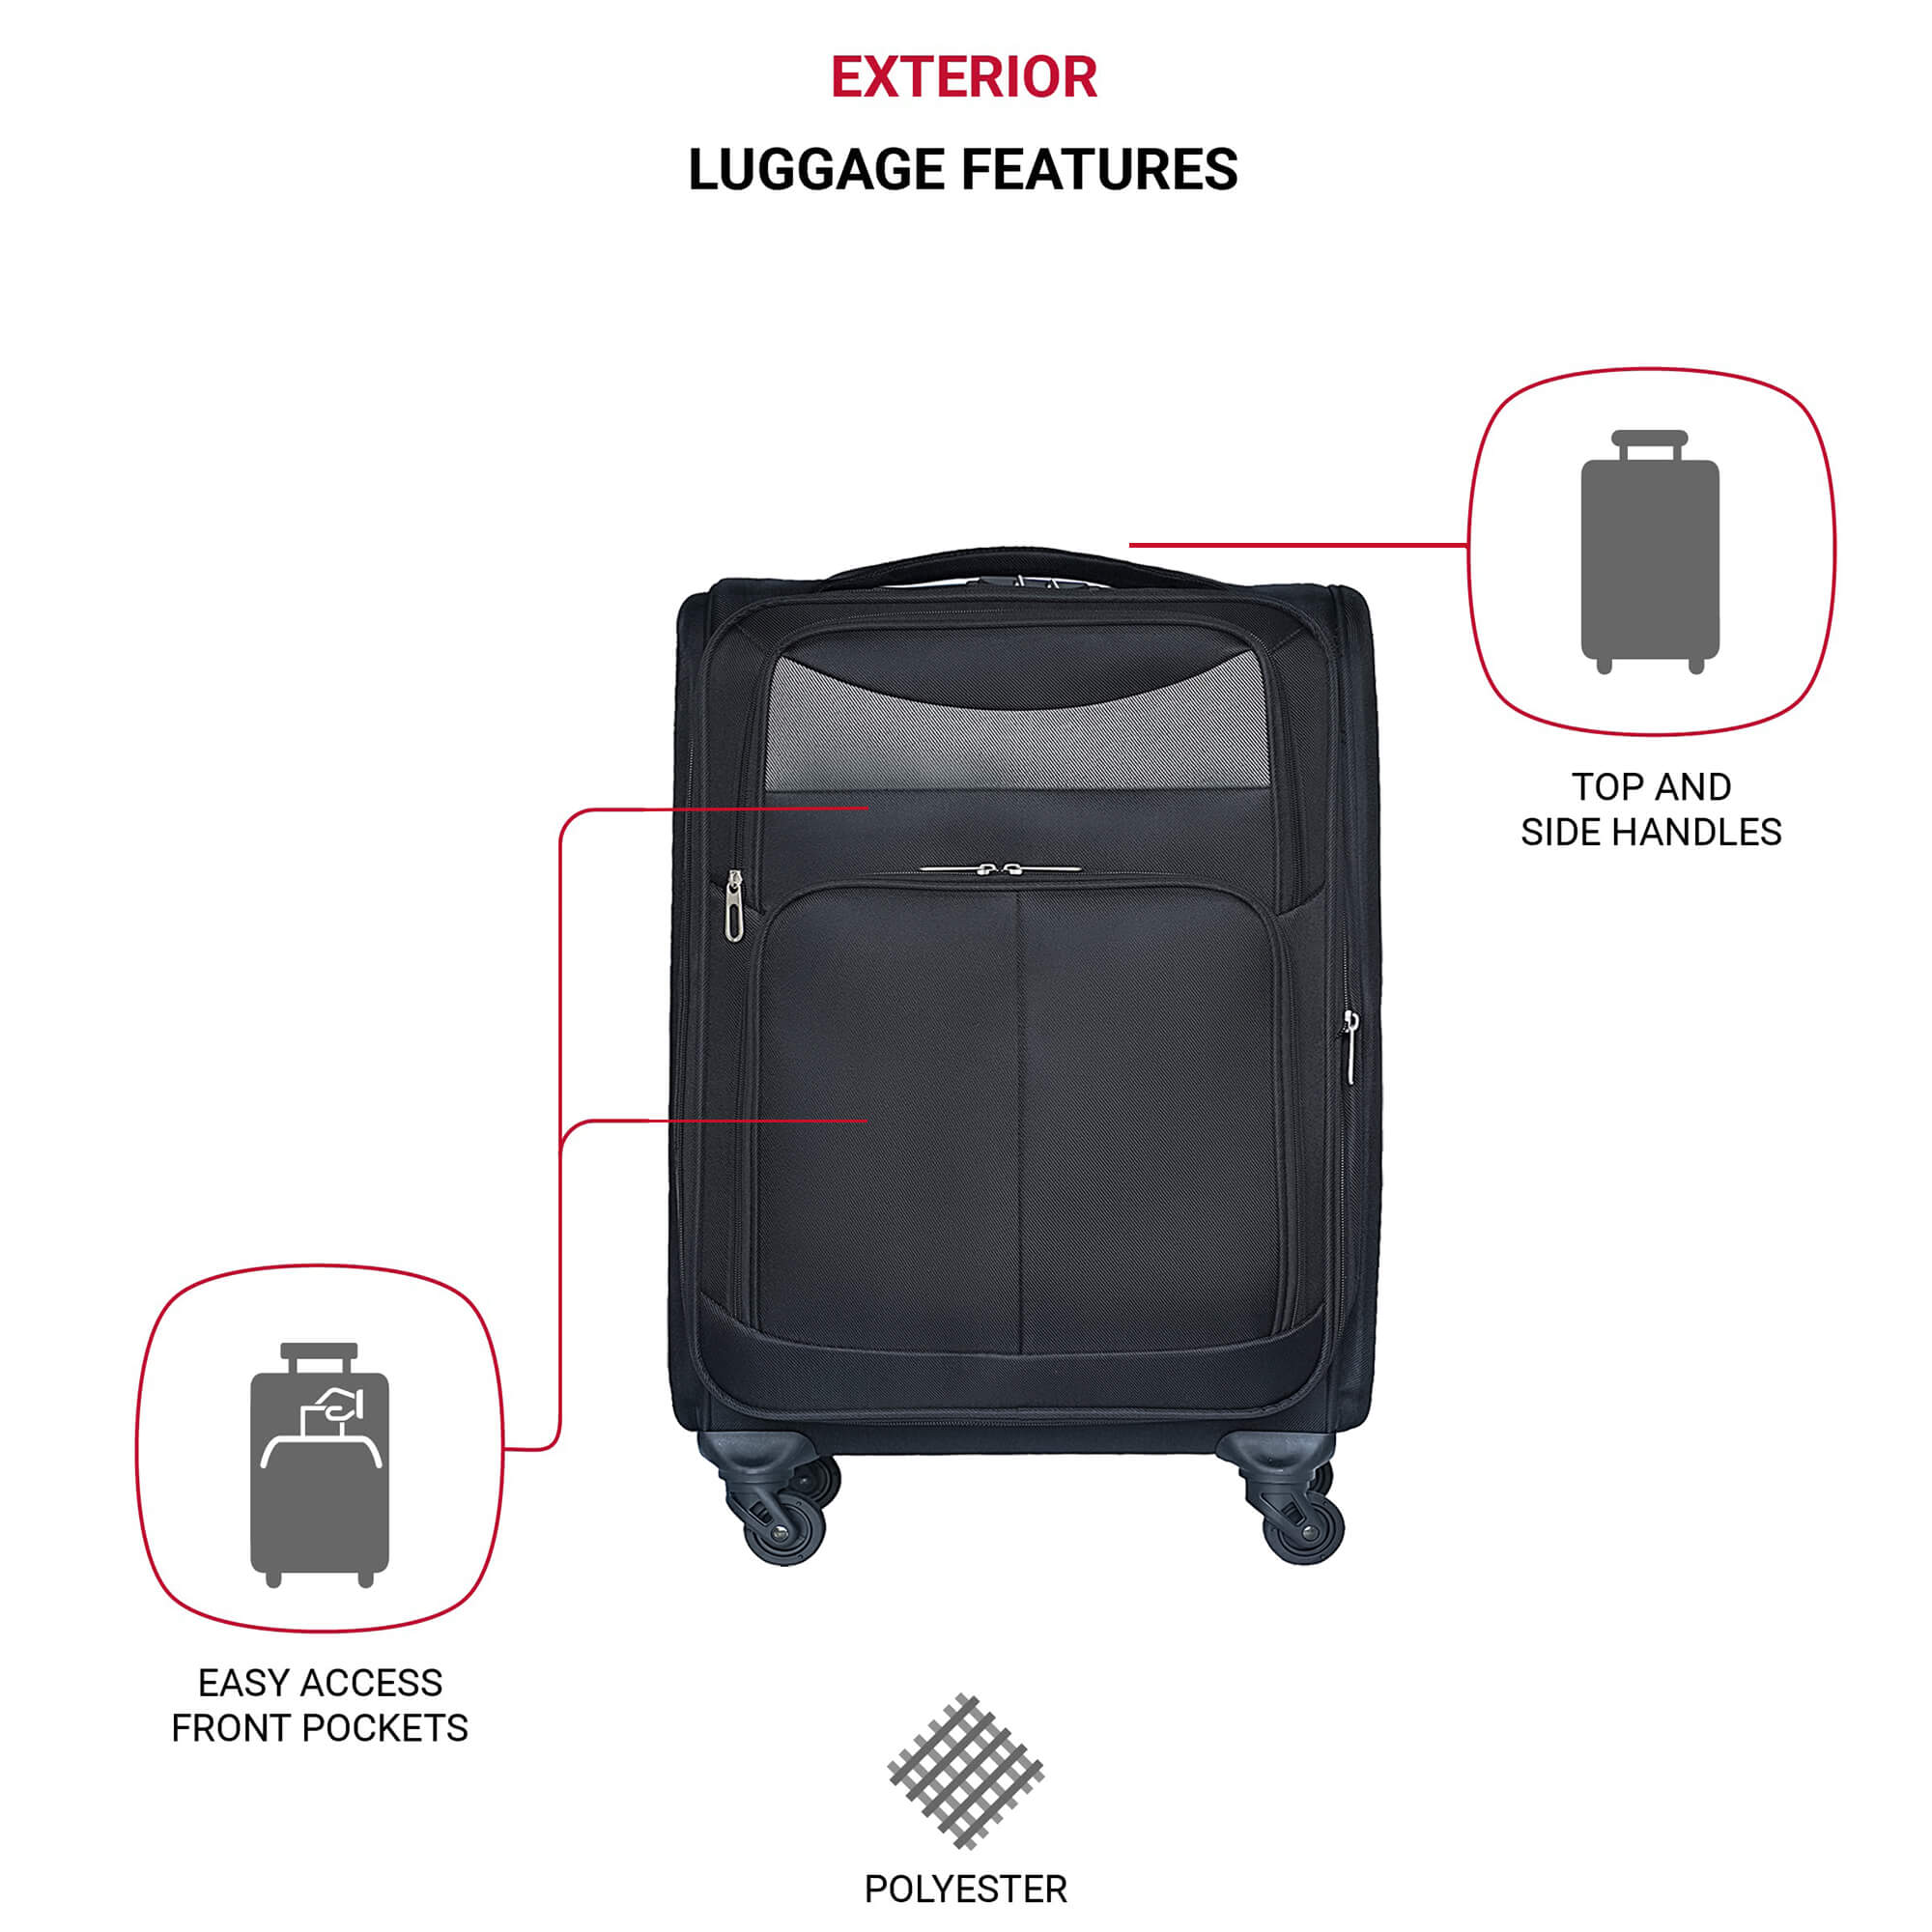 EXTERIOR
LUGGAGE FEATURES
TOP AND
SIDE HANDLES
EASY ACCESS
FRONT POCKETS
POLYESTER